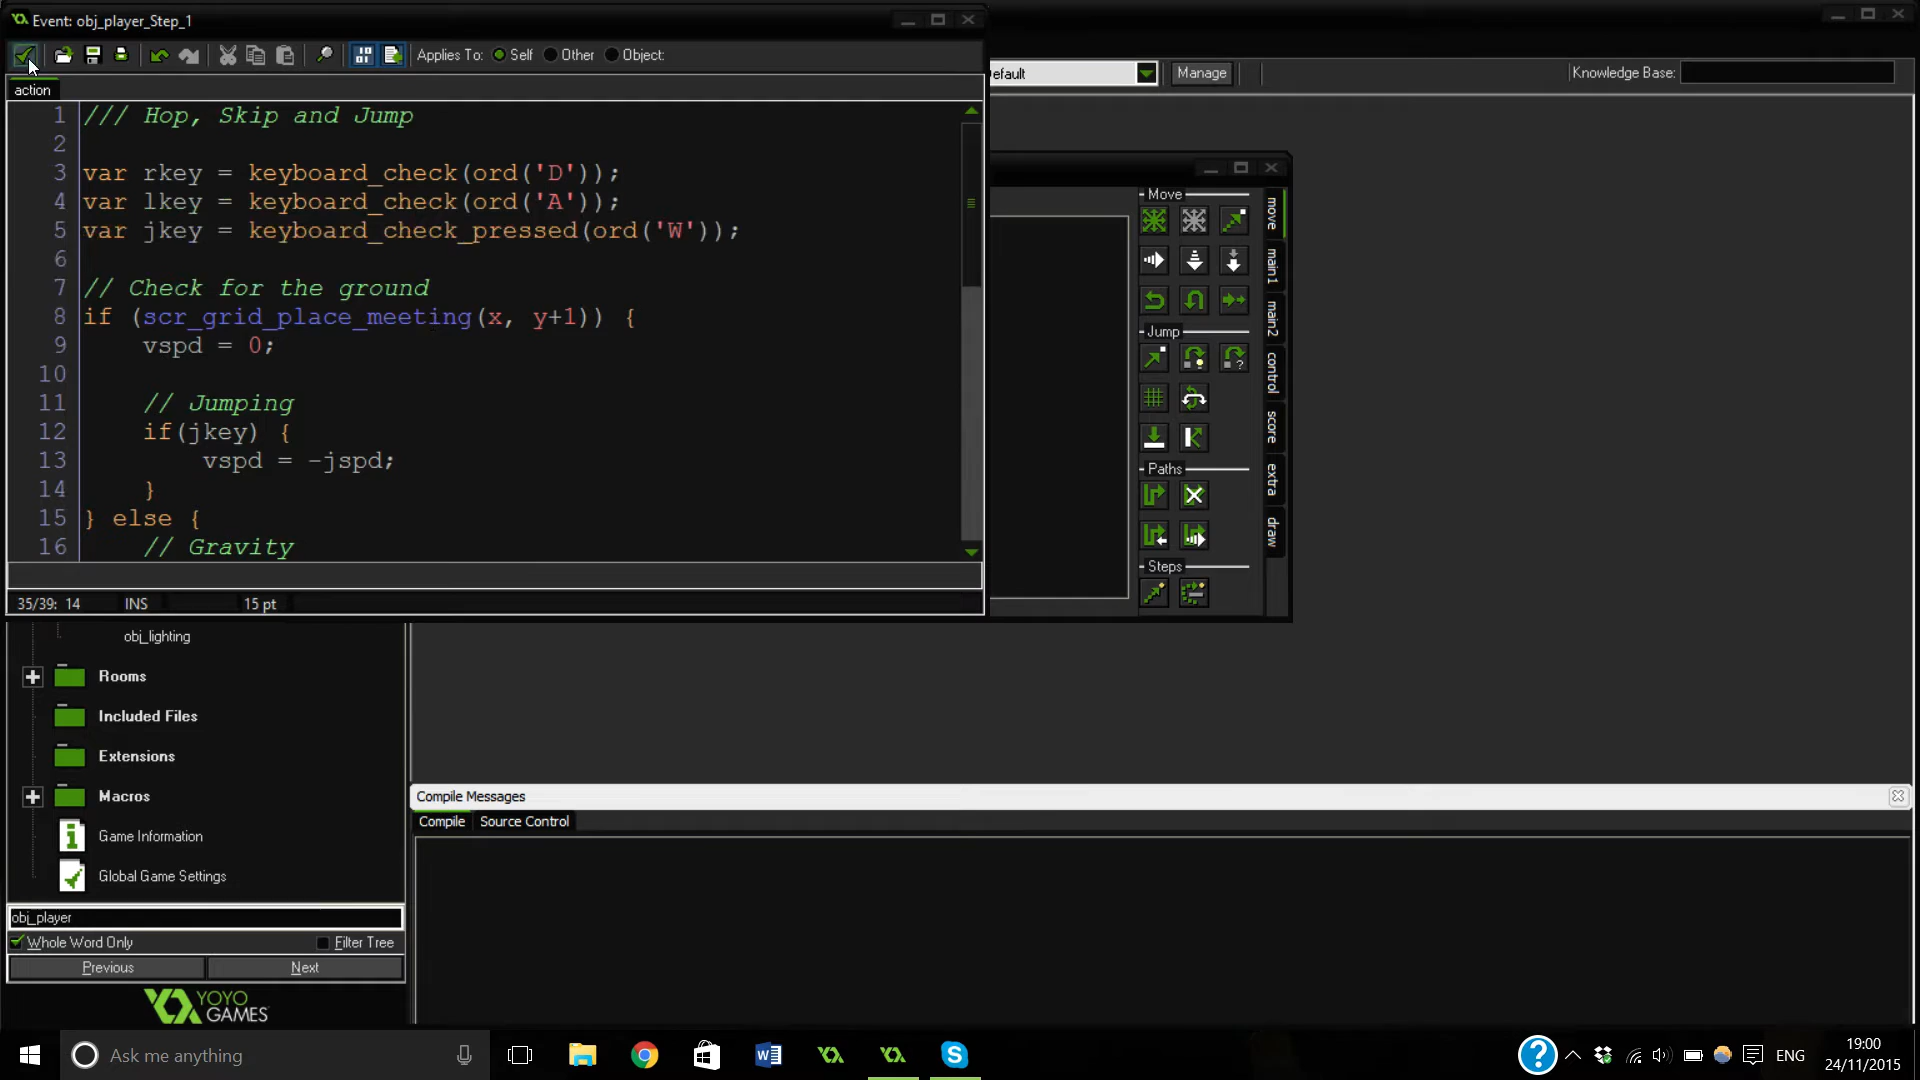 Event: obj_player_Step_1
Applies To: Self Other Object:
efault Manage Knowledge Base:
action
1 /// Hop, Skip and Jump
2
3 var rkey = keyboard_check(ord('D'));
4 var lkey = keyboard_check(ord('A'));
5 var jkey = keyboard_check_pressed(ord('W'));
6
7 // Check for the ground
8 if (scr_grid_place_meeting(x, y+1)) {
9 vspd = 0;
10
11 // Jumping
12 if(jkey) {
13 vspd = -jspd;
14 }
15 } else {
16 // Gravity
35/39: 14 INS 15 pt
Move
Jump
Paths
Steps
move
main1
main2
control
score
extra
draw
obj_lighting
Rooms
Included Files
Extensions
Macros
Game Information
Global Game Settings
obj_player
Whole Word Only Filter Tree
Previous Next
YOYO
GAMES
Compile Messages
Compile Source Control
Ask me anything
ENG
19:00
24/11/2015